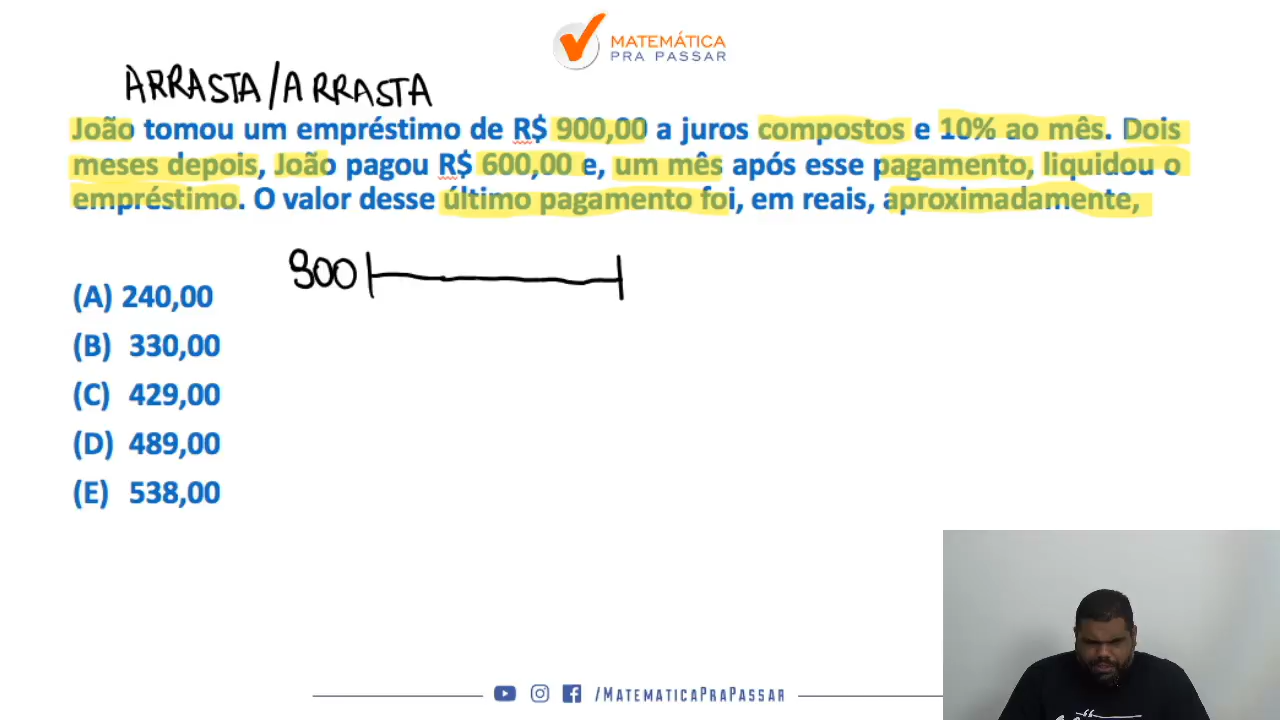 MATEMÁTICA
PRA PASSAR
ARRASTA/ARRASTA
João tomou um empréstimo de R$ 900,00 a juros compostos e 10% ao mês. Dois
meses depois, João pagou R$ 600,00 e, um mês após esse pagamento, liquidou o
empréstimo. O valor desse último pagamento foi, em reais, aproximadamente,
900
(A) 240,00
(B) 330,00
(C) 429,00
(D) 489,00
(E) 538,00
/MATEMATICAPRAPASSAR